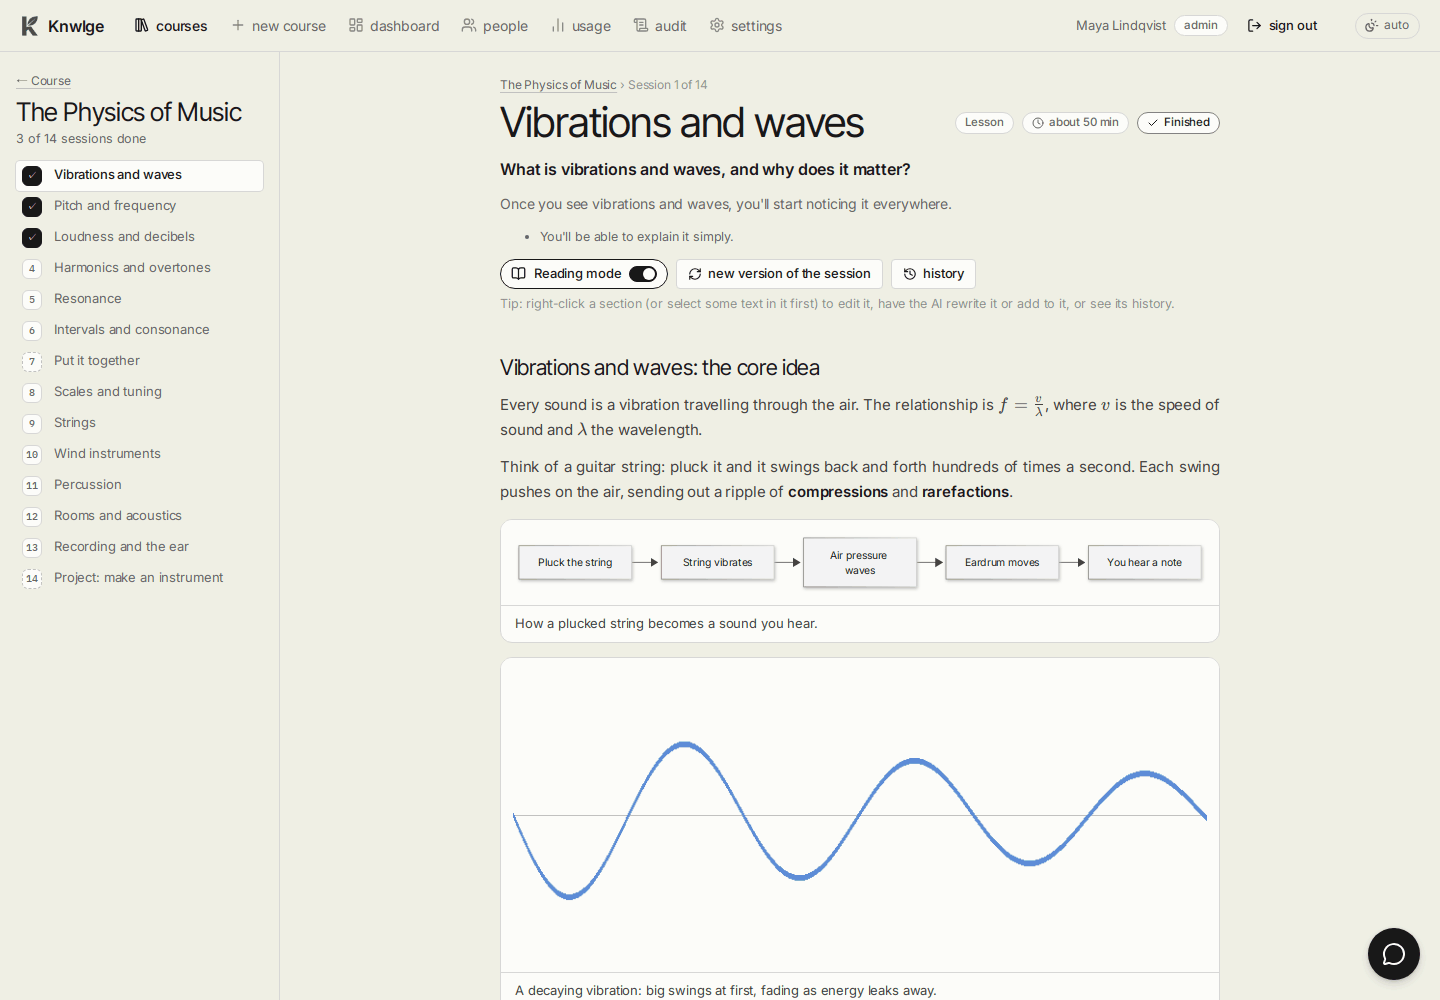 Knwlge
courses
new course
dashboard
people
usage
audit
settings
Maya Lindqvist
admin
sign out
auto
← Course
The Physics of Music
3 of 14 sessions done
✓ Vibrations and waves
✓ Pitch and frequency
✓ Loudness and decibels
4 Harmonics and overtones
5 Resonance
6 Intervals and consonance
7 Put it together
8 Scales and tuning
9 Strings
10 Wind instruments
11 Percussion
12 Rooms and acoustics
13 Recording and the ear
14 Project: make an instrument
The Physics of Music › Session 1 of 14
Vibrations and waves
Lesson
about 50 min
Finished
What is vibrations and waves, and why does it matter?
Once you see vibrations and waves, you'll start noticing it everywhere.
• You'll be able to explain it simply.
Reading mode
new version of the session
history
Tip: right-click a section (or select some text in it first) to edit it, have the AI rewrite it or add to it, or see its history.
Vibrations and waves: the core idea
Every sound is a vibration travelling through the air. The relationship is f = v/λ, where v is the speed of
sound and λ the wavelength.
Think of a guitar string: pluck it and it swings back and forth hundreds of times a second. Each swing
pushes on the air, sending out a ripple of compressions and rarefactions.
Pluck the string
String vibrates
Air pressure
waves
Eardrum moves
You hear a note
How a plucked string becomes a sound you hear.
A decaying vibration: big swings at first, fading as energy leaks away.